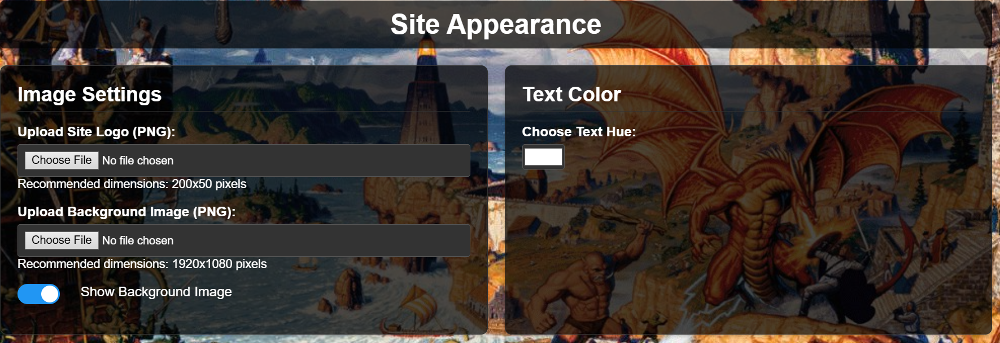 Site Appearance
Image Settings
Upload Site Logo (PNG):
Choose File No file chosen
Recommended dimensions: 200x50 pixels
Upload Background Image (PNG):
Choose File No file chosen
Recommended dimensions: 1920x1080 pixels
Show Background Image
Text Color
Choose Text Hue: